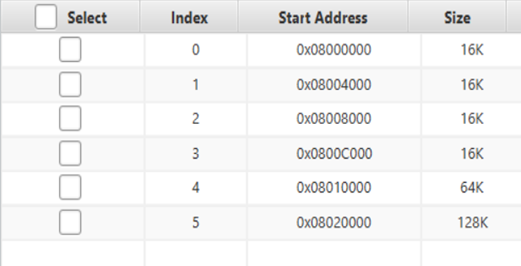 Select Index Start Address Size
0 0x08000000 16K
1 0x08004000 16K
2 0x08008000 16K
3 0x0800C000 16K
4 0x08010000 64K
5 0x08020000 128K